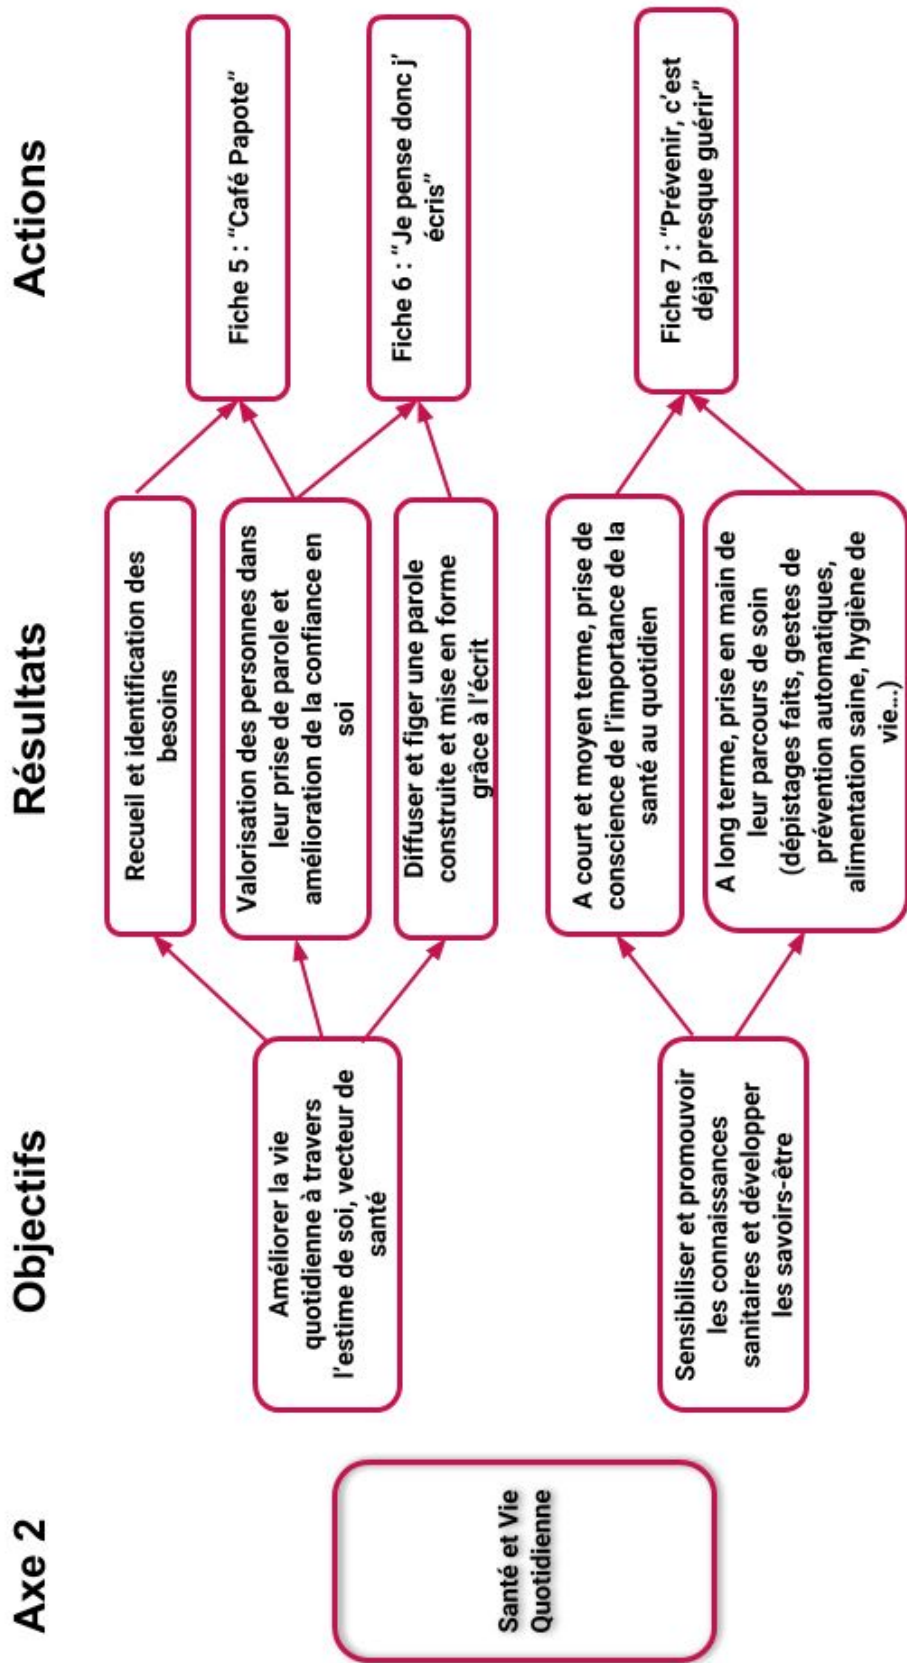 Axe 2
Objectifs
Résultats
Actions
Santé et Vie
Quotidienne
Améliorer la vie
quotidienne à travers
l'estime de soi, vecteur de
santé
Sensibiliser et promouvoir
les connaissances
sanitaires et développer
les savoirs-être
Recueil et identification des
besoins
Valorisation des personnes dans
leur prise de parole et
amélioration de la confiance en
soi
Diffuser et figer une parole
construite et mise en forme
grâce à l'écrit
A court et moyen terme, prise de
conscience de l'importance de la
santé au quotidien
A long terme, prise en main de
leur parcours de soin
(dépistages faits, gestes de
prévention automatiques,
alimentation saine, hygiène de
vie...)
Fiche 5 : "Café Papote"
Fiche 6 : "Je pense donc j'
écris"
Fiche 7 : "Prévenir, c'est
déjà presque guérir"